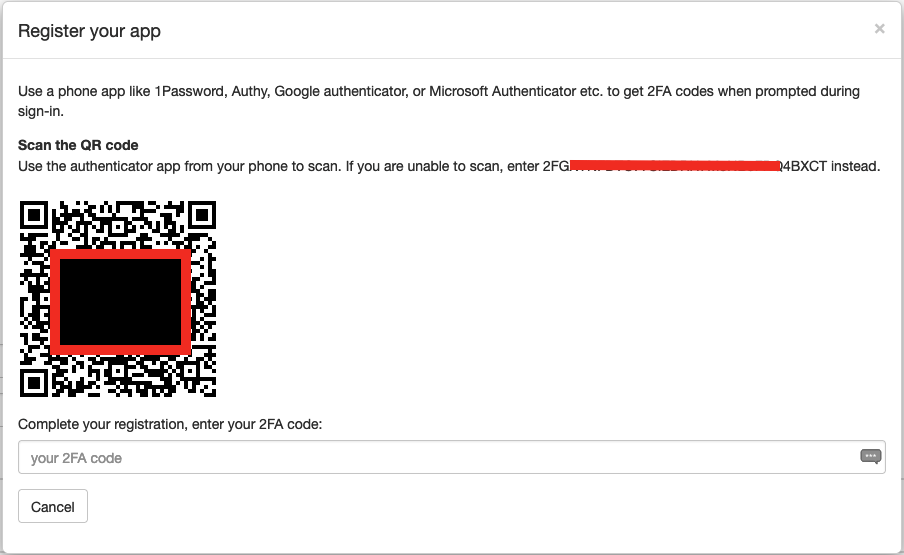 Register your app
×
Use a phone app like 1Password, Authy, Google authenticator, or Microsoft Authenticator etc. to get 2FA codes when prompted during
sign-in.
Scan the QR code
Use the authenticator app from your phone to scan. If you are unable to scan, enter 2FG 4BXCT instead.
Complete your registration, enter your 2FA code:
your 2FA code
Cancel